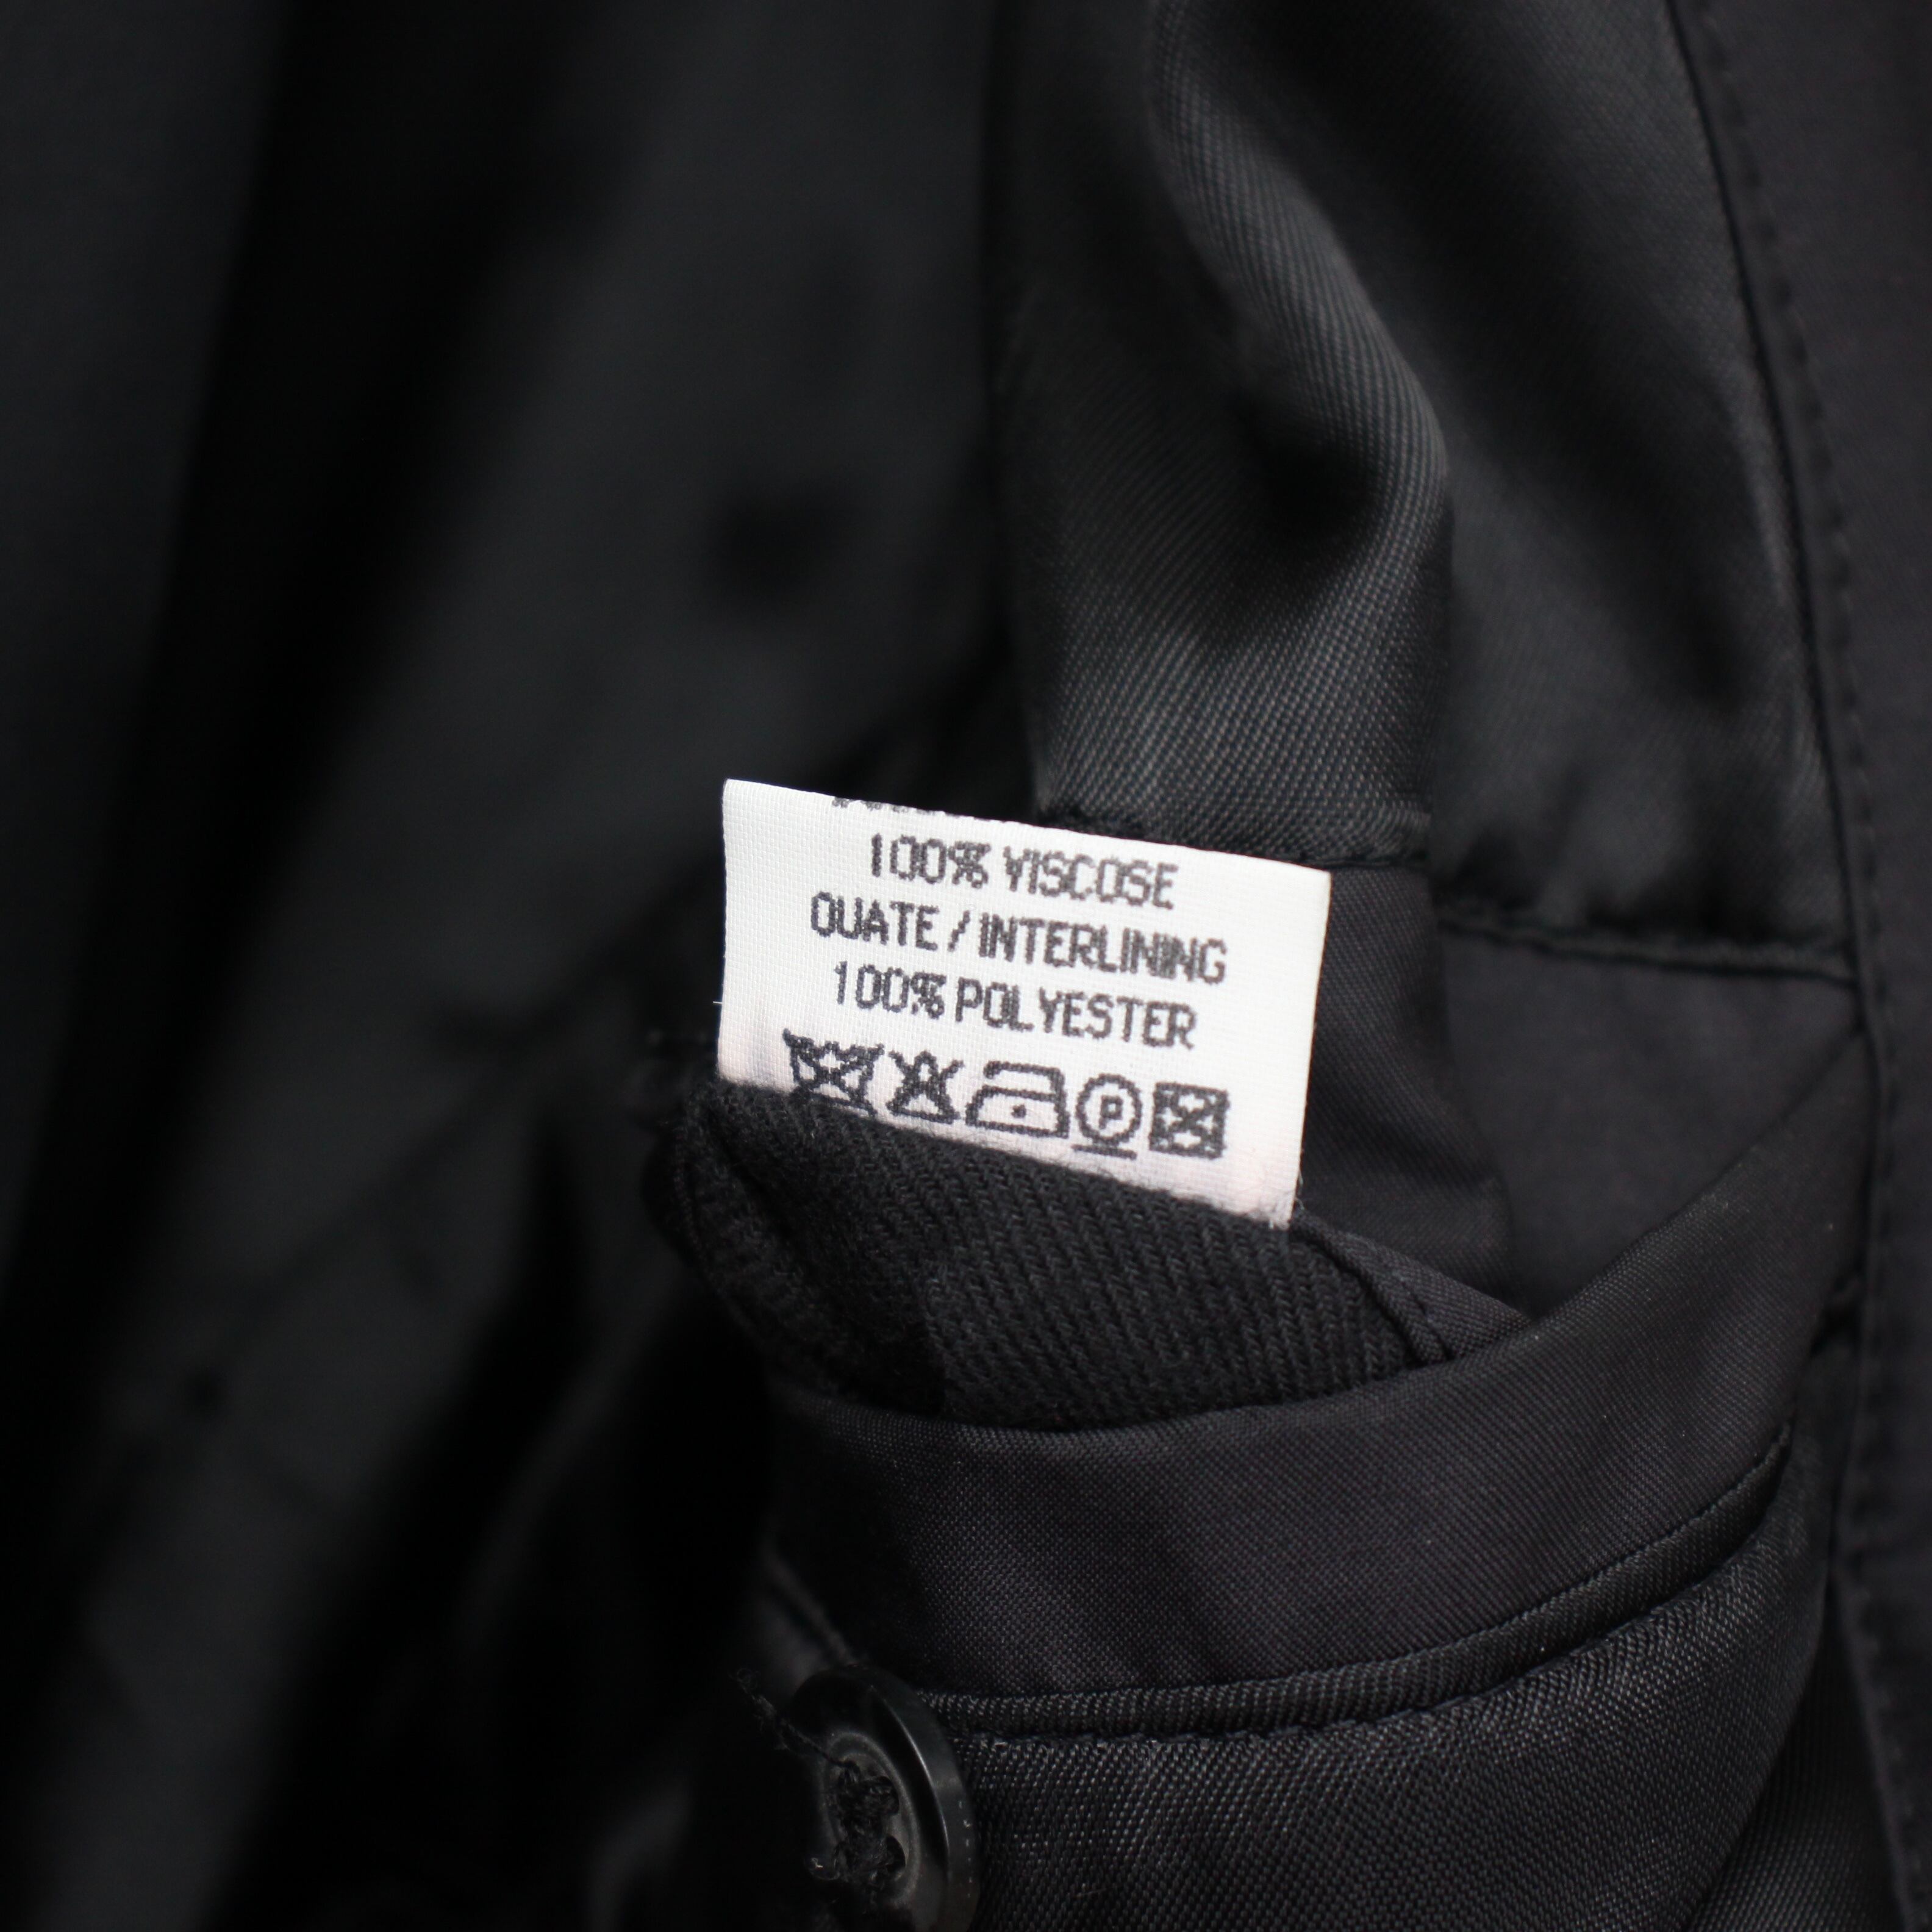 100% VISCOSE
OUATE / INTERLINING
100% POLYESTER
P